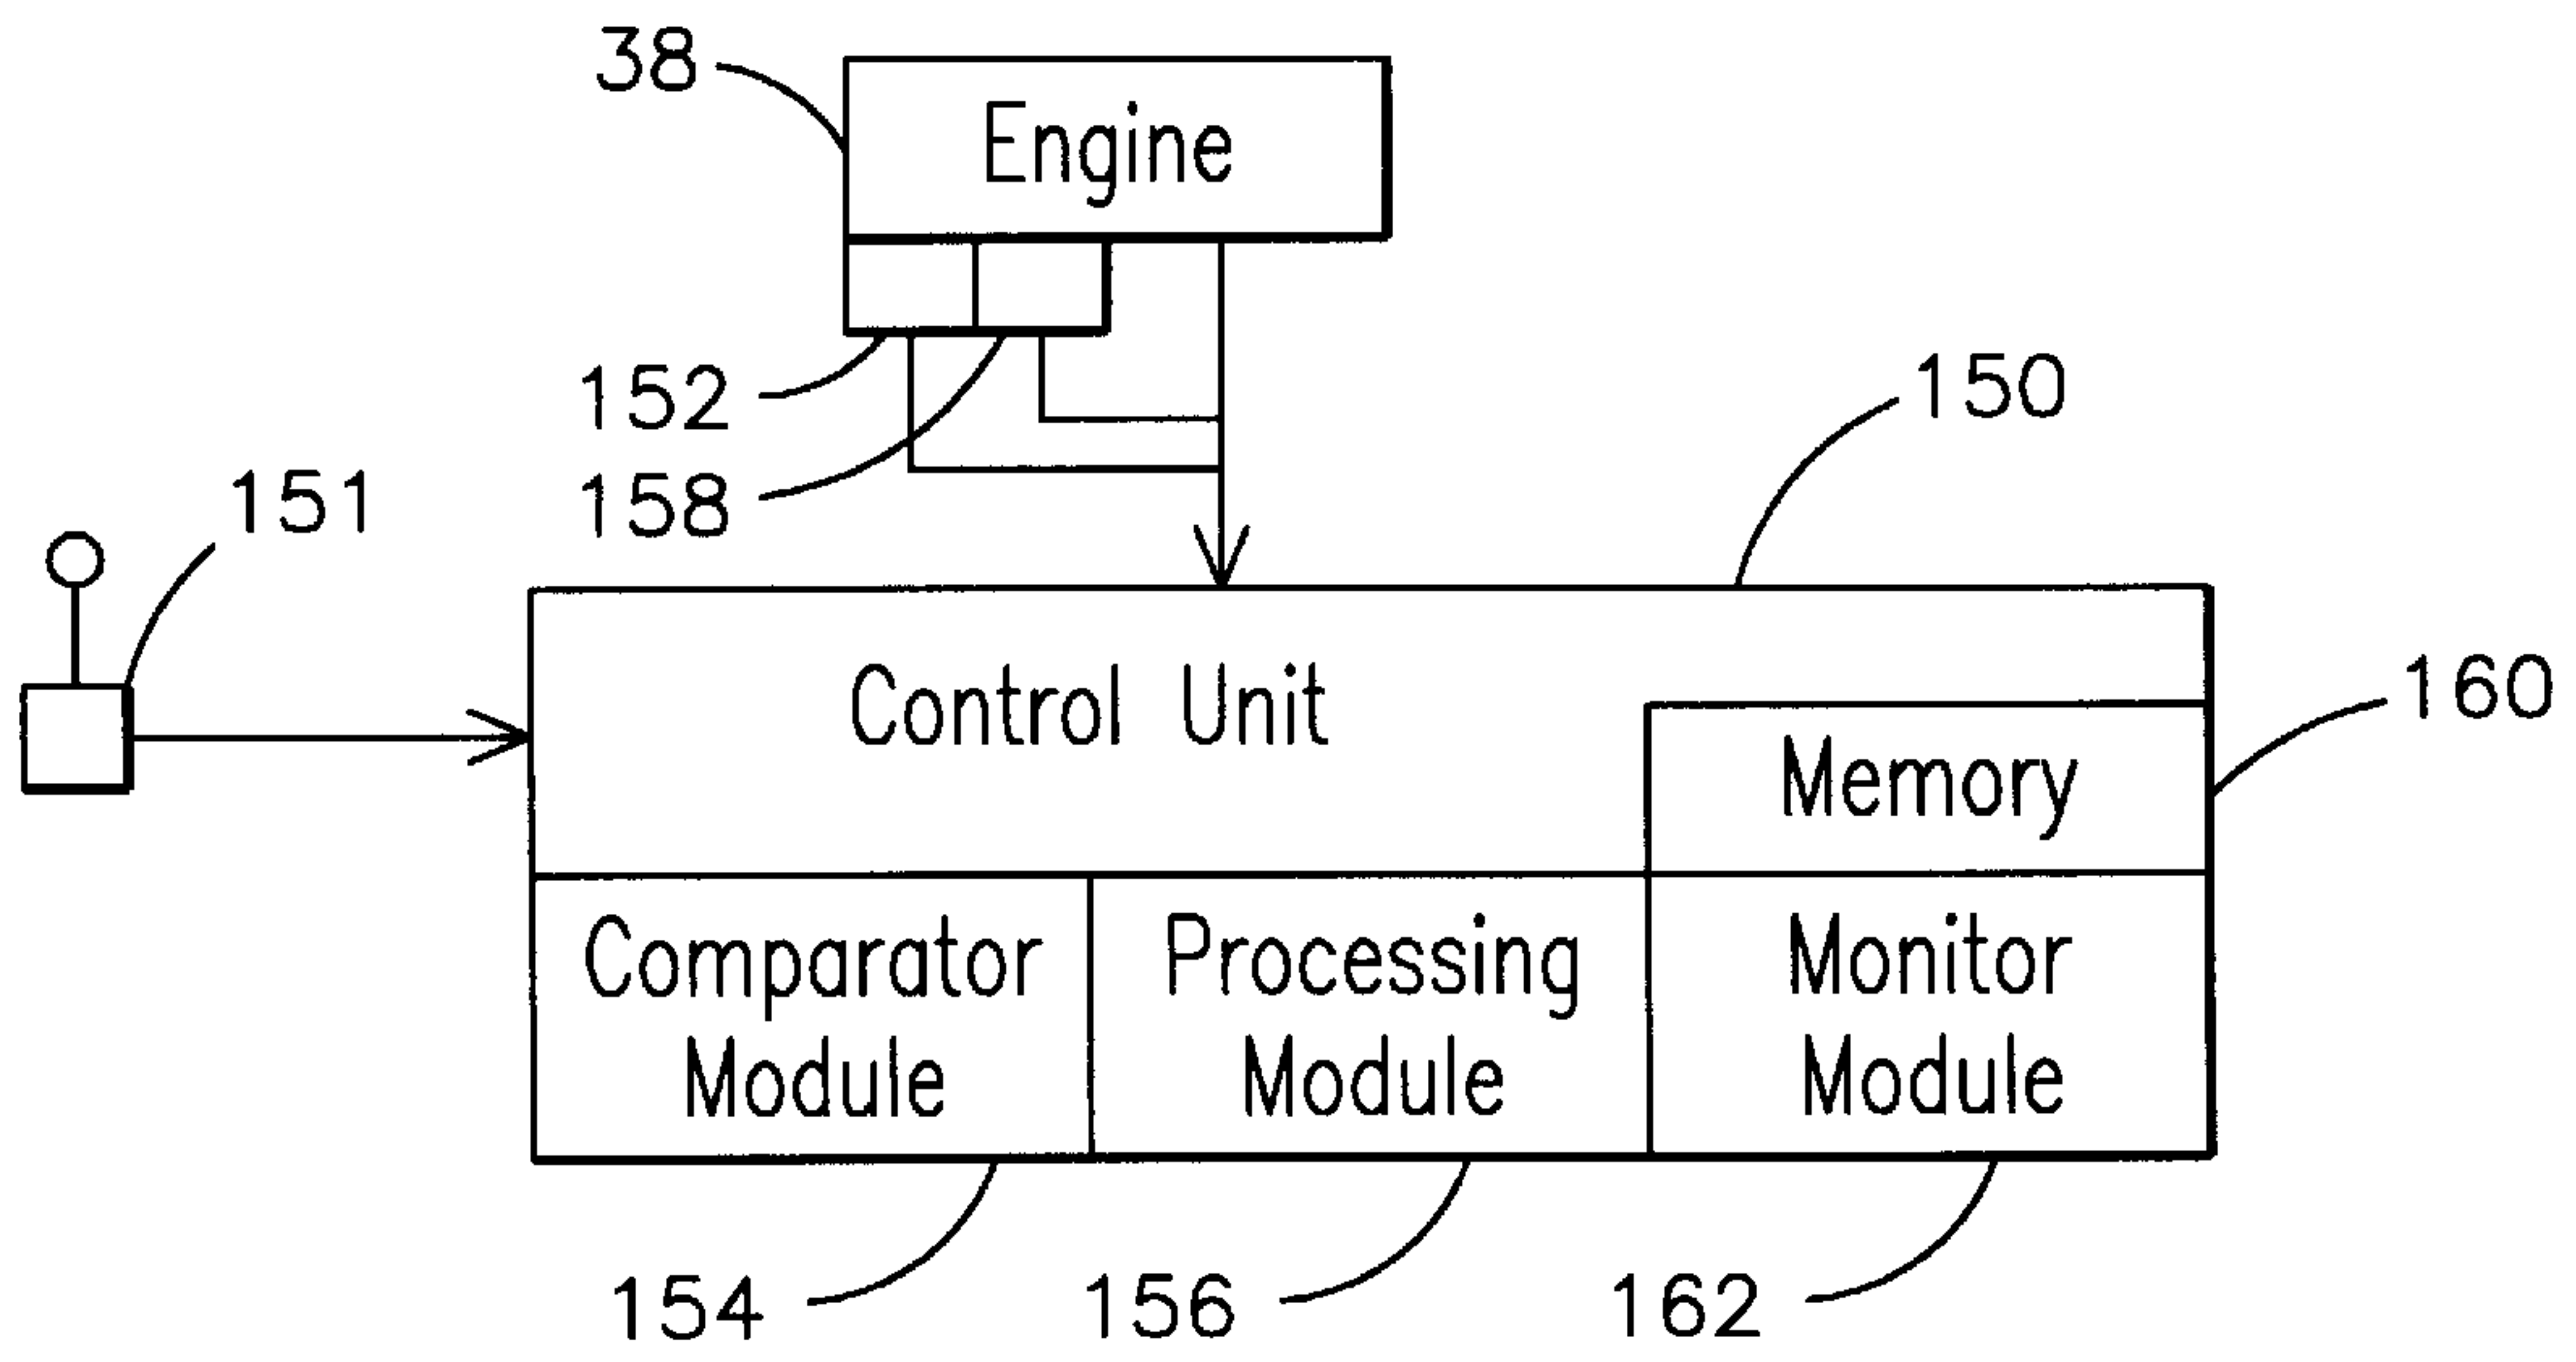 38
Engine
152
158
150
151
Control Unit
160
Memory
Comparator
Module
Processing
Module
Monitor
Module
154
156
162